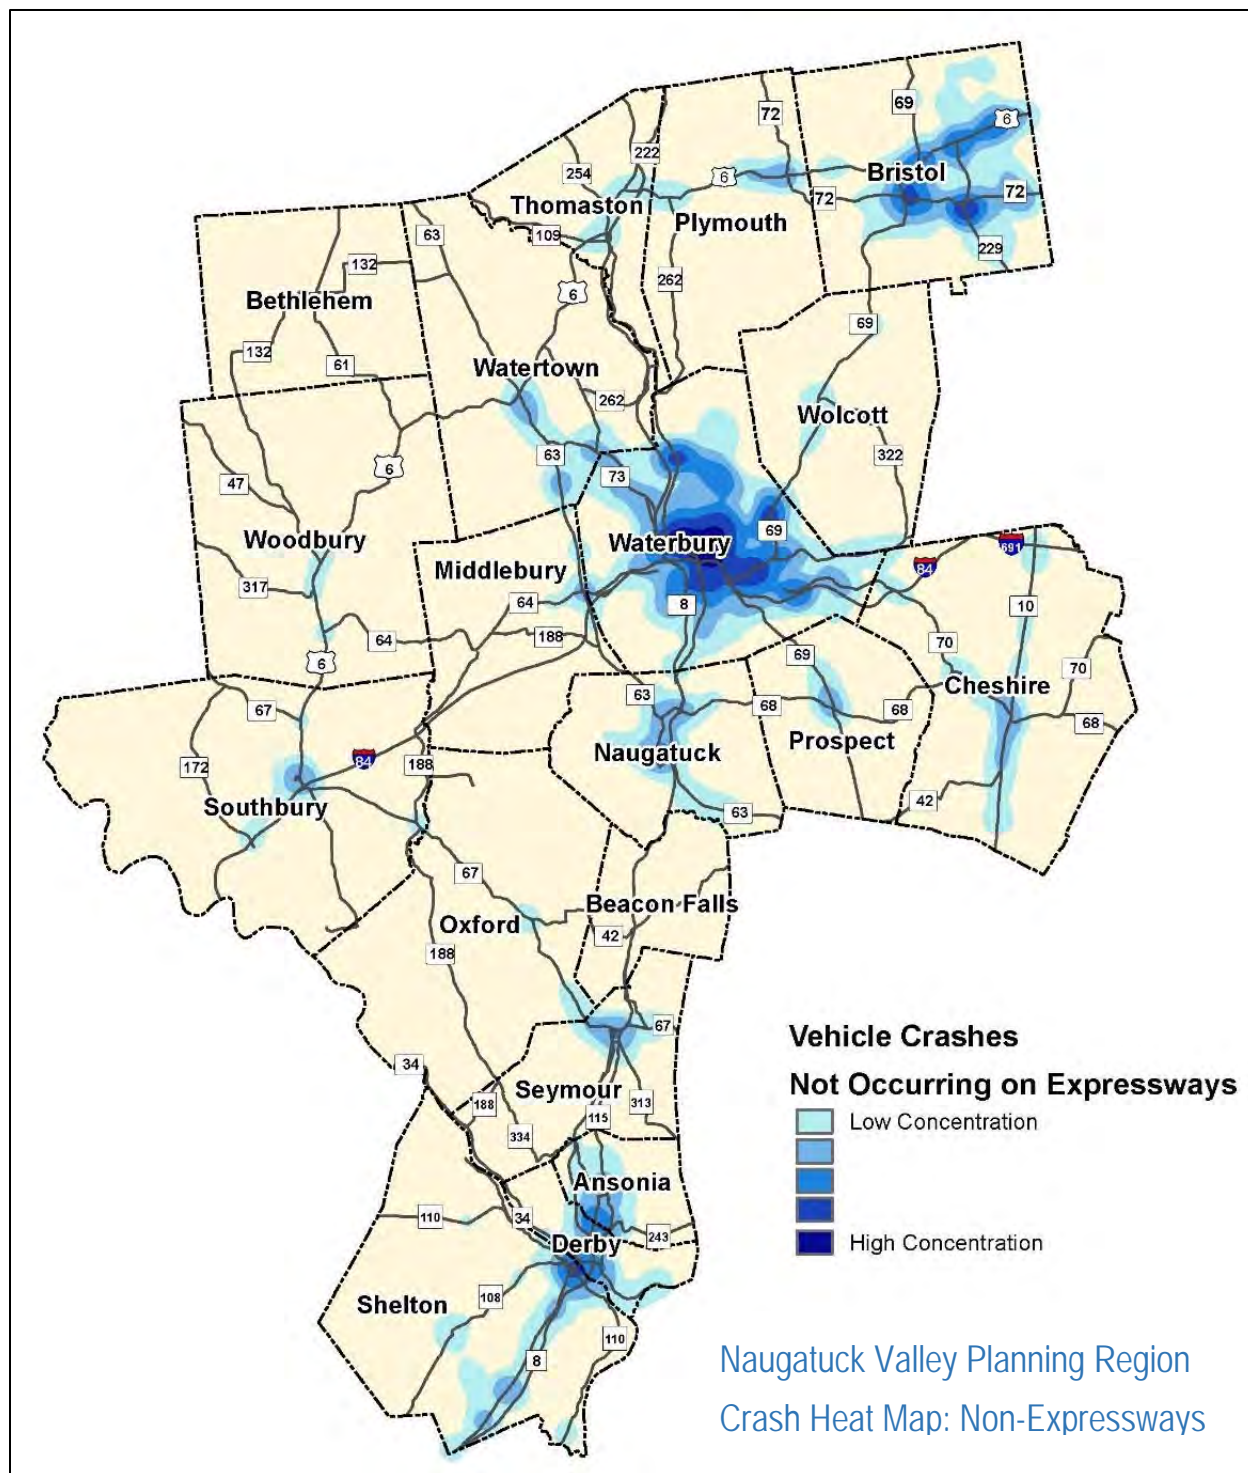 69
72
6
222
254
Bristol
6
72
72
Thomaston
Plymouth
109
63
229
132
262
Bethlehem
6
69
132
61
Watertown
262
Wolcott
322
63
6
73
47
69
Woodbury
Waterbury
691
84
Middlebury
317
64
8
10
188
64
70
69
6
70
Cheshire
63
67
68
68
68
Naugatuck
Prospect
84
188
172
42
Southbury
63
67
Beacon Falls
Oxford
42
188
67
Vehicle Crashes
Not Occurring on Expressways
Low Concentration
High Concentration
34
Seymour
188
313
115
334
Ansonia
110
34
243
Derby
108
Shelton
110
8
Naugatuck Valley Planning Region
Crash Heat Map: Non-Expressways